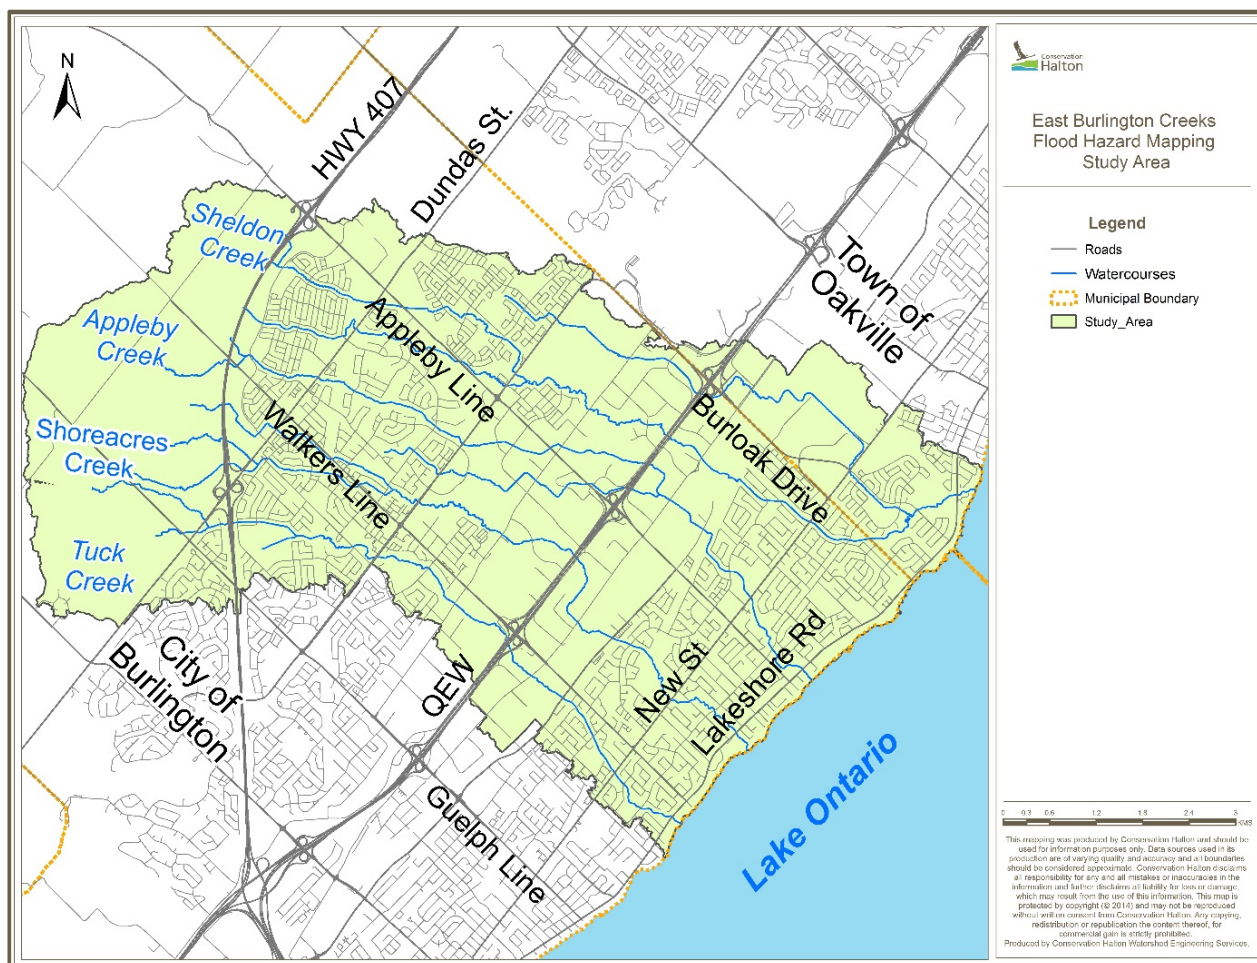 N
HWY 407
Dundas St.
Sheldon
Creek
Appleby
Creek
Appleby Line
Town of
Oakville
Shoreacres
Creek
Walkers Line
Burloak Drive
Tuck
Creek
City of
Burlington
QEW
New St
Lakeshore Rd
Guelph Line
Lake Ontario
Conservation
Halton
East Burlington Creeks
Flood Hazard Mapping
Study Area
Legend
Roads
Watercourses
Municipal Boundary
Study_Area
0 0.3 0.6 1.2 1.8 2.4 3
KMS
This mapping was produced by Conservation Halton and should be
used for information purposes only. Data sources used in its
production are of varying quality and accuracy and all boundaries
should be considered approximate. Conservation Halton disclaims
all responsibility for any and all mistakes or inaccuracies in the
information and further disclaims all liability for loss or damage,
which may result from the use of this information. This map is
protected by copyright (© 2014) and may not be reproduced
without written consent from Conservation Halton. Any copying,
redistribution or republication the content thereof, for
commercial gain is strictly prohibited.
Produced by Conservation Halton Watershed Engineering Services.